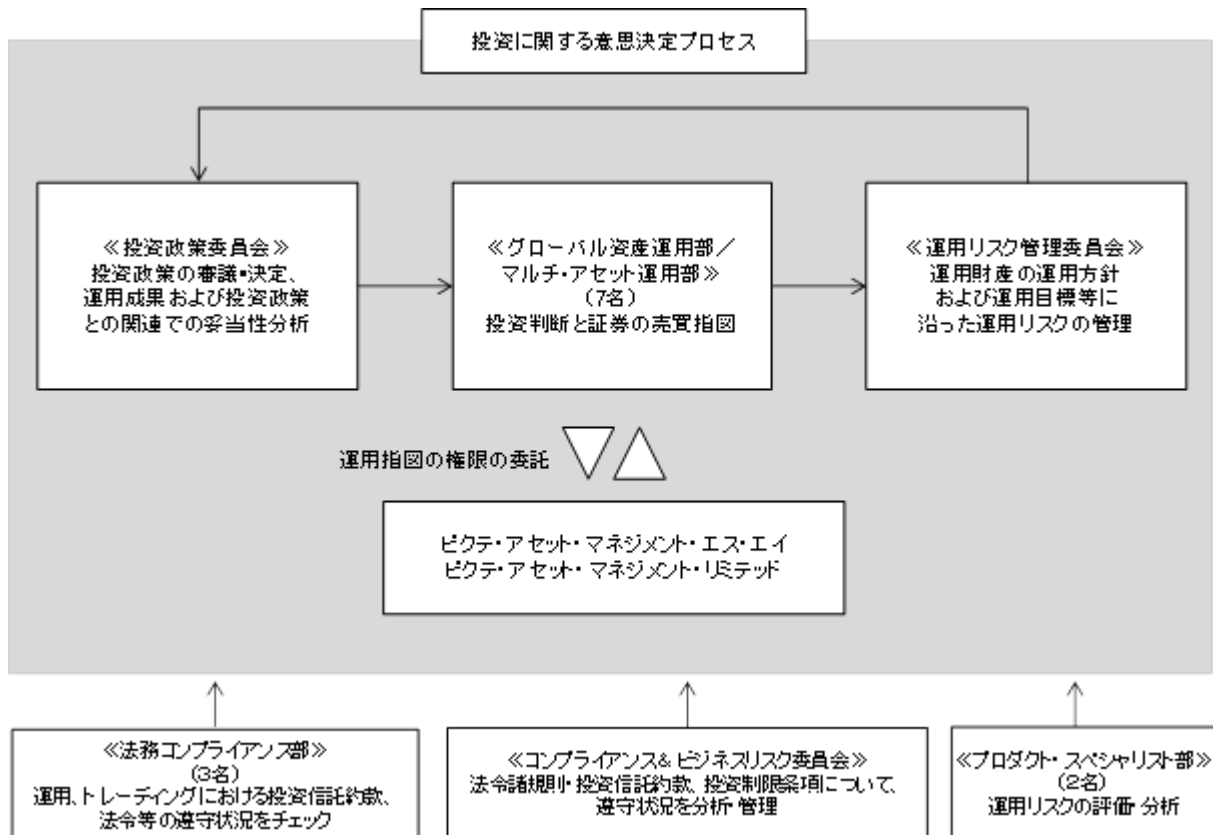 投資に関する意思決定プロセス
≪投資政策委員会≫
投資政策の審議・決定、
運用成果および投資政策
との関連での妥当性分析
≪グローバル資産運用部／
マルチ・アセット運用部≫
(7名)
投資判断と証券の売買指図
≪運用リスク管理委員会≫
運用財産の運用方針
および運用目標等に
沿った運用リスクの管理
運用指図の権限の委託
ピクテ・アセット・マネジメント・エス・エイ
ピクテ・アセット・マネジメント・リミテッド
≪法務コンプライアンス部≫
(3名)
運用、トレーディングにおける投資信託約款、
法令等の遵守状況をチェック
≪コンプライアンス&ビジネスリスク委員会≫
法令諸規則・投資信託約款、投資制限条項について、
遵守状況を分析・管理
≪プロダクト・スペシャリスト部≫
(2名)
運用リスクの評価・分析